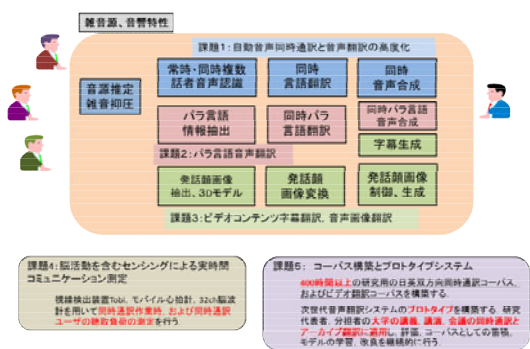 雑音源、音響特性
課題1:自動音声同時通訳と音声翻訳の高度化
音源推定
雑音抑圧
常時・同時複数
話者音声認識
同時
言語翻訳
同時
音声合成
パラ言語
情報抽出
同時パラ
言語翻訳
同時パラ言語
音声合成
字幕生成
課題2:パラ言語音声翻訳
発話顔画像
抽出、3Dモデル
発話顔
画像変換
発話顔画像
制御、生成
課題3:ビデオコンテンツ字幕翻訳, 音声画像翻訳
課題4:脳活動を含むセンシングによる実時間
コミュニケーション測定
視線検出装置Tobi、モバイル心拍計、32ch脳波
計を用いて同時通訳作業時、および同時通訳
ユーザの聴取負荷の測定を行う
課題5: コーパス構築とプロトタイプシステム
400時間以上の研究用の日英双方向同時通訳コーパス、
およびビデオ翻訳コーパスを構築する.
次世代音声翻訳システムのプロトタイプを構築する. 研究
代表者、分担者の大学の講義、講演、会議の同時通訳と
アーカイブ翻訳に適用し、評価、コーパスとしての蓄積、
モデルの学習、改良を継続的に行う.